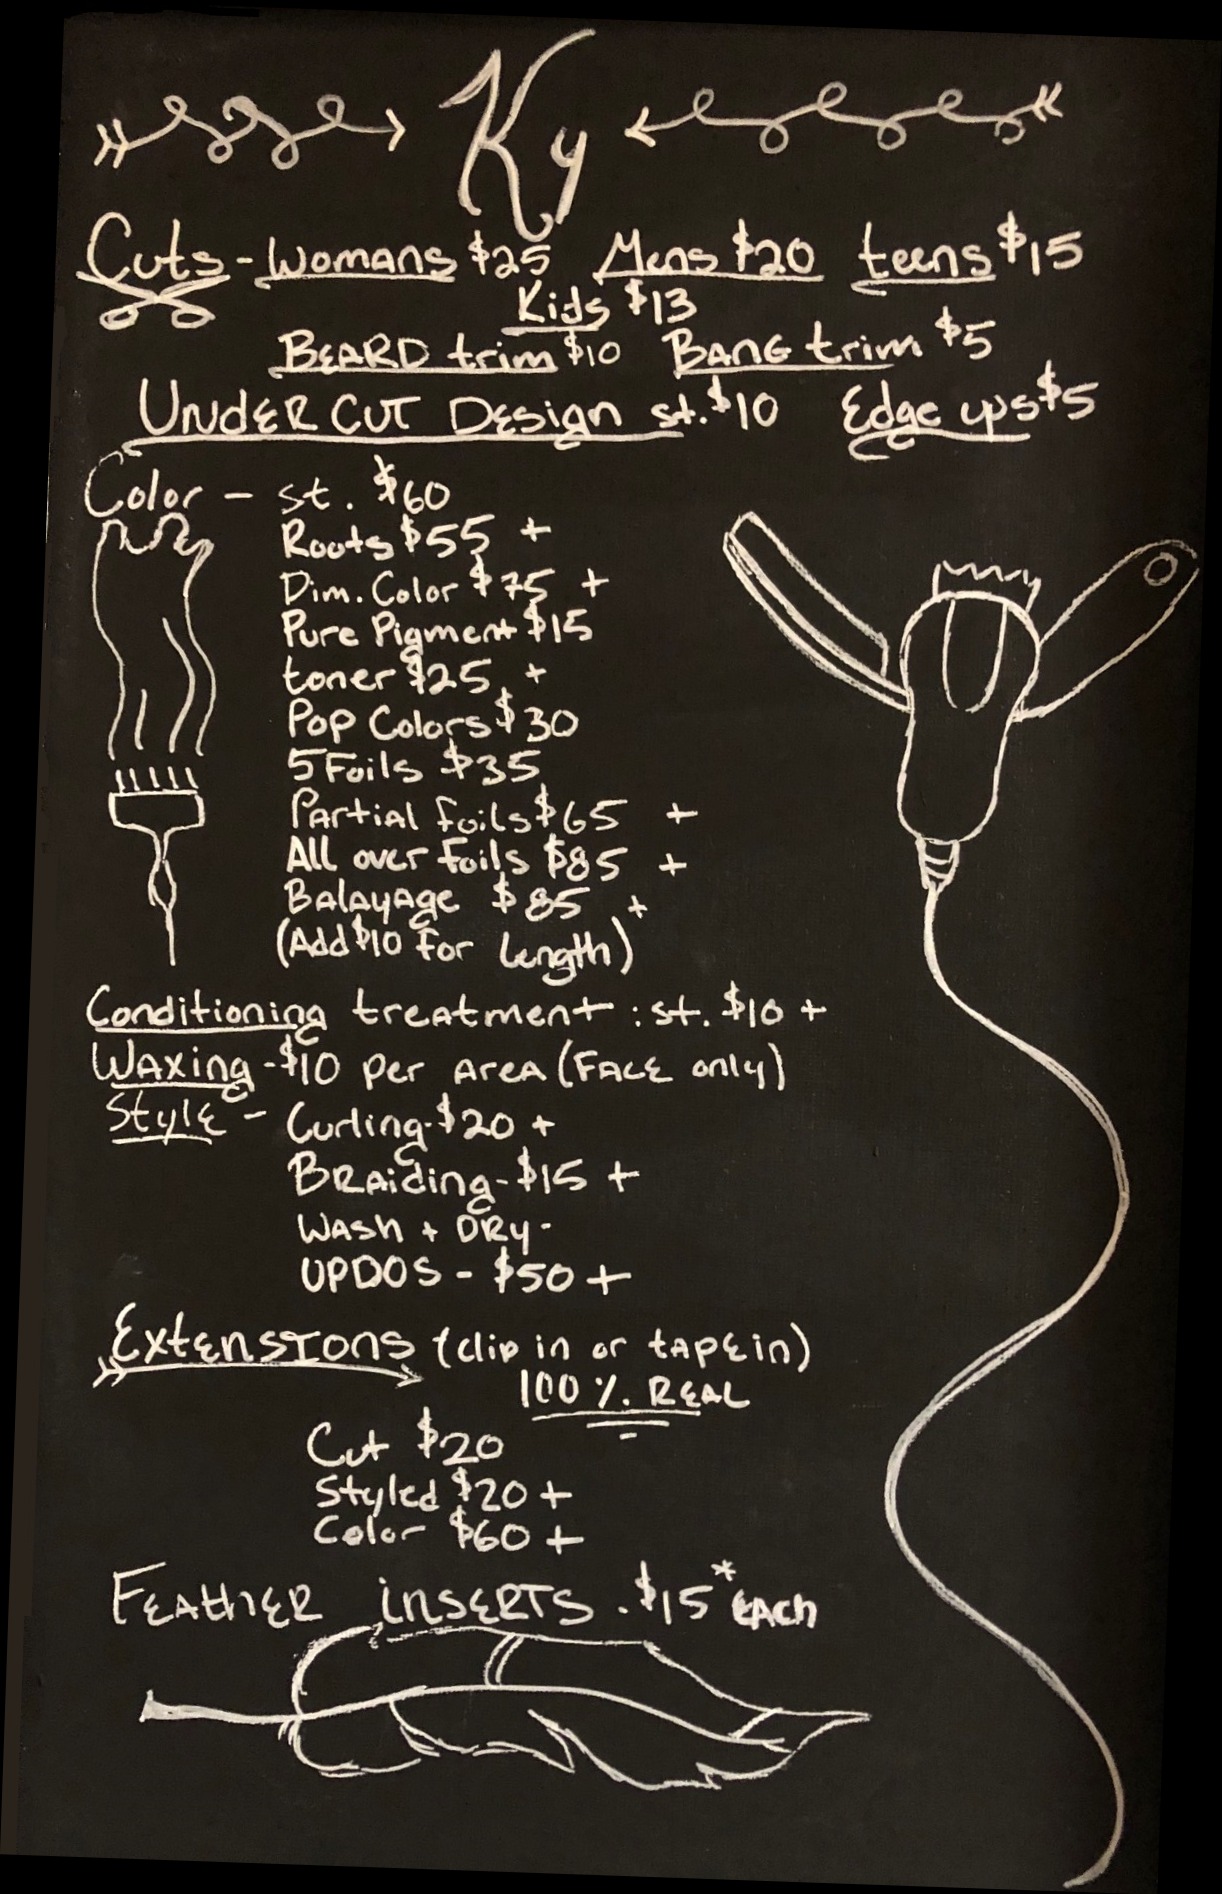 Ky
Cuts - Womans $25 Mens $20 teens $15
Kids $13
BEARD trim $10 BANG trim $5
UNDER CUT DESign st. $10 Edge ups $5
Color - st. $60
Roots $55 +
Dim. Color $75 +
Pure Pigment $15
toner $25 +
Pop Colors $30
5 Foils $35
Partial foils $65 +
All over foils $85 +
Balayage $85 +
(Add $10 for length)
Conditioning treatment : st. $10 +
WAXing - $10 per AREA (FACE only)
StylE - Curling - $20 +
BRAiding - $15 +
WASh + DRy -
UPDOS - $50 +
ExtENSIONS (clip in or tAPE in)
100 %. REAL
Cut $20
Styled $20 +
Color $60 +
FEAthER iNSERTS . $15 * EACh